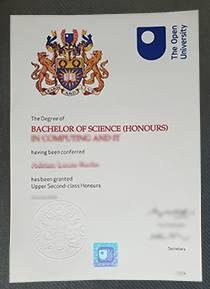 The Open
University
The Degree of
BACHELOR OF SCIENCE (HONOURS)
IN COMPUTING AND IT
having been conferred
has been granted
Upper Second-class Honours
Secretary